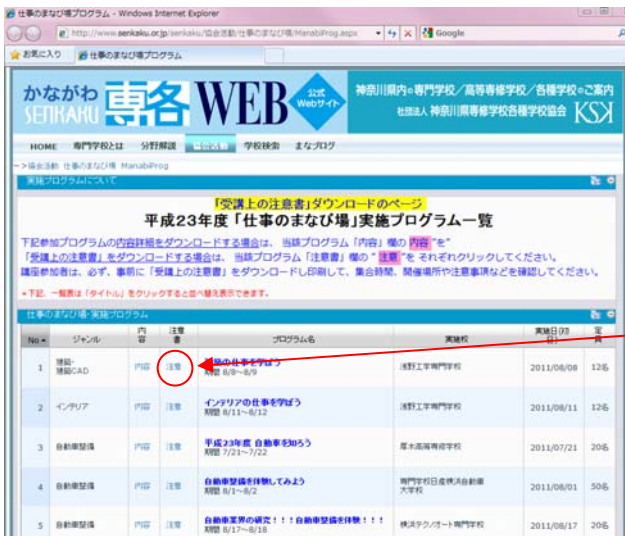 仕事のまなび場プログラム - Windows Internet Explorer
http://www.senkaku.or.jp/senkaku/協会活動/仕事のまなび場/ManabiProg.aspx
Google
お気に入り
仕事のまなび場プログラム
かながわ
SENKAKU
専各WEB
公式
Webサイト
神奈川県内の専門学校/高等専修学校/各種学校のご案内
社団法人 神奈川県専修学校各種学校協会 KSK
HOME 専門学校とは 分野解説 協会活動 学校検索 まなブログ
->協会活動 仕事のまなび場 ManabiProg
実施プログラムについて
「受講上の注意書」ダウンロードのページ
平成23年度「仕事のまなび場」実施プログラム一覧
下記参加プログラムの内容詳細をダウンロードする場合は、 当該プログラム「内容」欄の 内容 "を"
「受講上の注意書」をダウンロードする場合は、 当該プログラム「注意書」欄の " 注意 "を それぞれクリックしてください。
講座参加者は、必ず、事前に「受講上の注意書」をダウンロードし印刷して、集合時間、開催場所や注意事項などを確認してください。
*下記、一覧表は「タイトル」をクリックすると並べ替え表示できます。
仕事のまなび場・実施プログラム
No ジャンル 内容 注意書 プログラム名 実施校 実施日(初日) 定員
1 建築・建築CAD 内容 注意 の仕事を学ぼう 浅野工学専門学校 2011/08/08 12名
期間 8/8~8/9
2 インテリア 内容 注意 インテリアの仕事を学ぼう 浅野工学専門学校 2011/08/11 12名
期間 8/11~8/12
3 自動車整備 内容 注意 平成23年度 自動車を知ろう 厚木高等専修学校 2011/07/21 20名
期間 7/21~7/22
4 自動車整備 内容 注意 自動車整備を体験してみよう 専門学校日産横浜自動車大学校 2011/08/01 50名
期間 8/1~8/2
5 自動車整備 内容 注意 自動車業界の研究!!!自動車整備を体験!!! 横浜テクノオート専門学校 2011/08/17 20名
期間 8/17~8/18